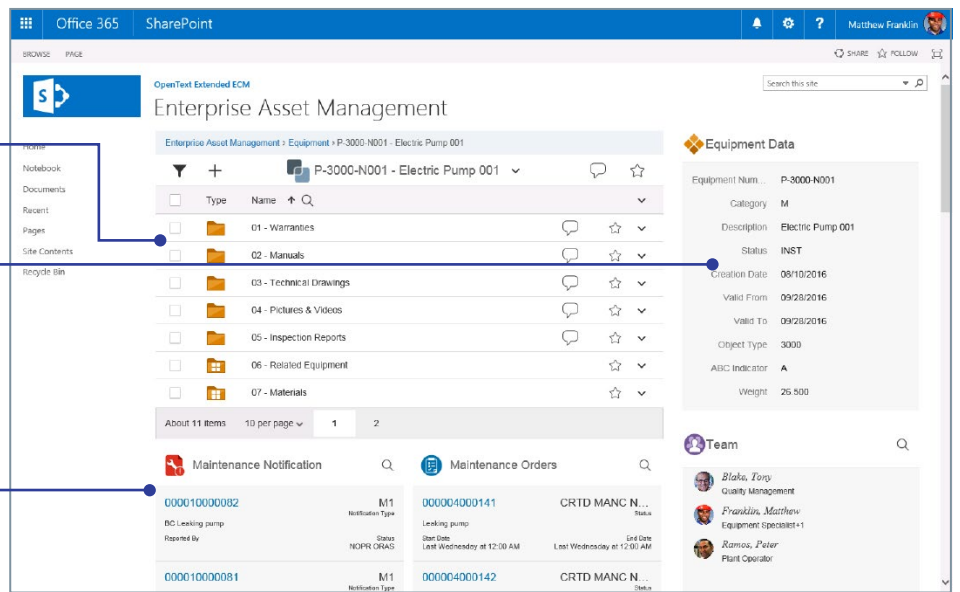 Office 365 SharePoint ? Matthew Franklin
BROWSE PAGE SHARE FOLLOW
S
OpenText Extended ECM
Enterprise Asset Management
Search this site
Home
Notebook
Documents
Recent
Pages
Site Contents
Recycle Bin
Enterprise Asset Management > Equipment > P-3000-N001 - Electric Pump 001
P-3000-N001 - Electric Pump 001
Type Name
01 - Warranties
02 - Manuals
03 - Technical Drawings
04 - Pictures & Videos
05 - Inspection Reports
06 - Related Equipment
07 - Materials
About 11 items 10 per page 1 2
Maintenance Notification
000010000082 M1
Notification Type
BC Leaking pump
Reported By Status
NOPR ORAS
000010000081 M1
Notification Type
Maintenance Orders
000004000141 CRTD MANC N...
Status
Leaking pump
Start Date End Date
Last Wednesday at 12:00 AM Last Wednesday at 12:00 AM
000004000142 CRTD MANC N...
Status
Equipment Data
Equipment Num... P-3000-N001
Category M
Description Electric Pump 001
Status INST
Creation Date 08/10/2016
Valid From 09/28/2016
Valid To 09/28/2016
Object Type 3000
ABC Indicator A
Weight 26.500
Team
Blake, Tony
Quality Management
Franklin, Matthew
Equipment Specialist+1
Ramos, Peter
Plant Operator